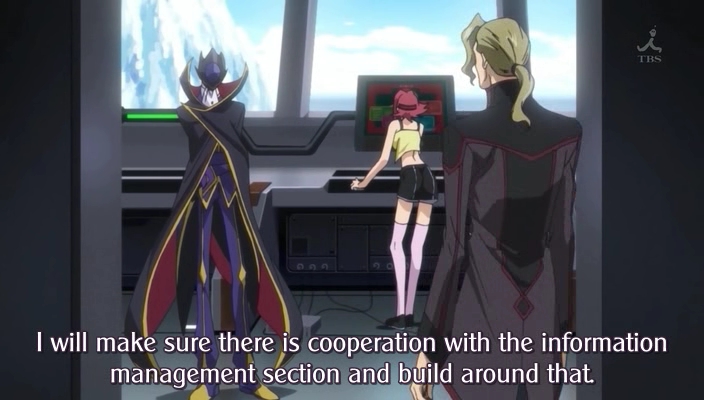 TBS
I will make sure there is cooperation with the information
management section and build around that.